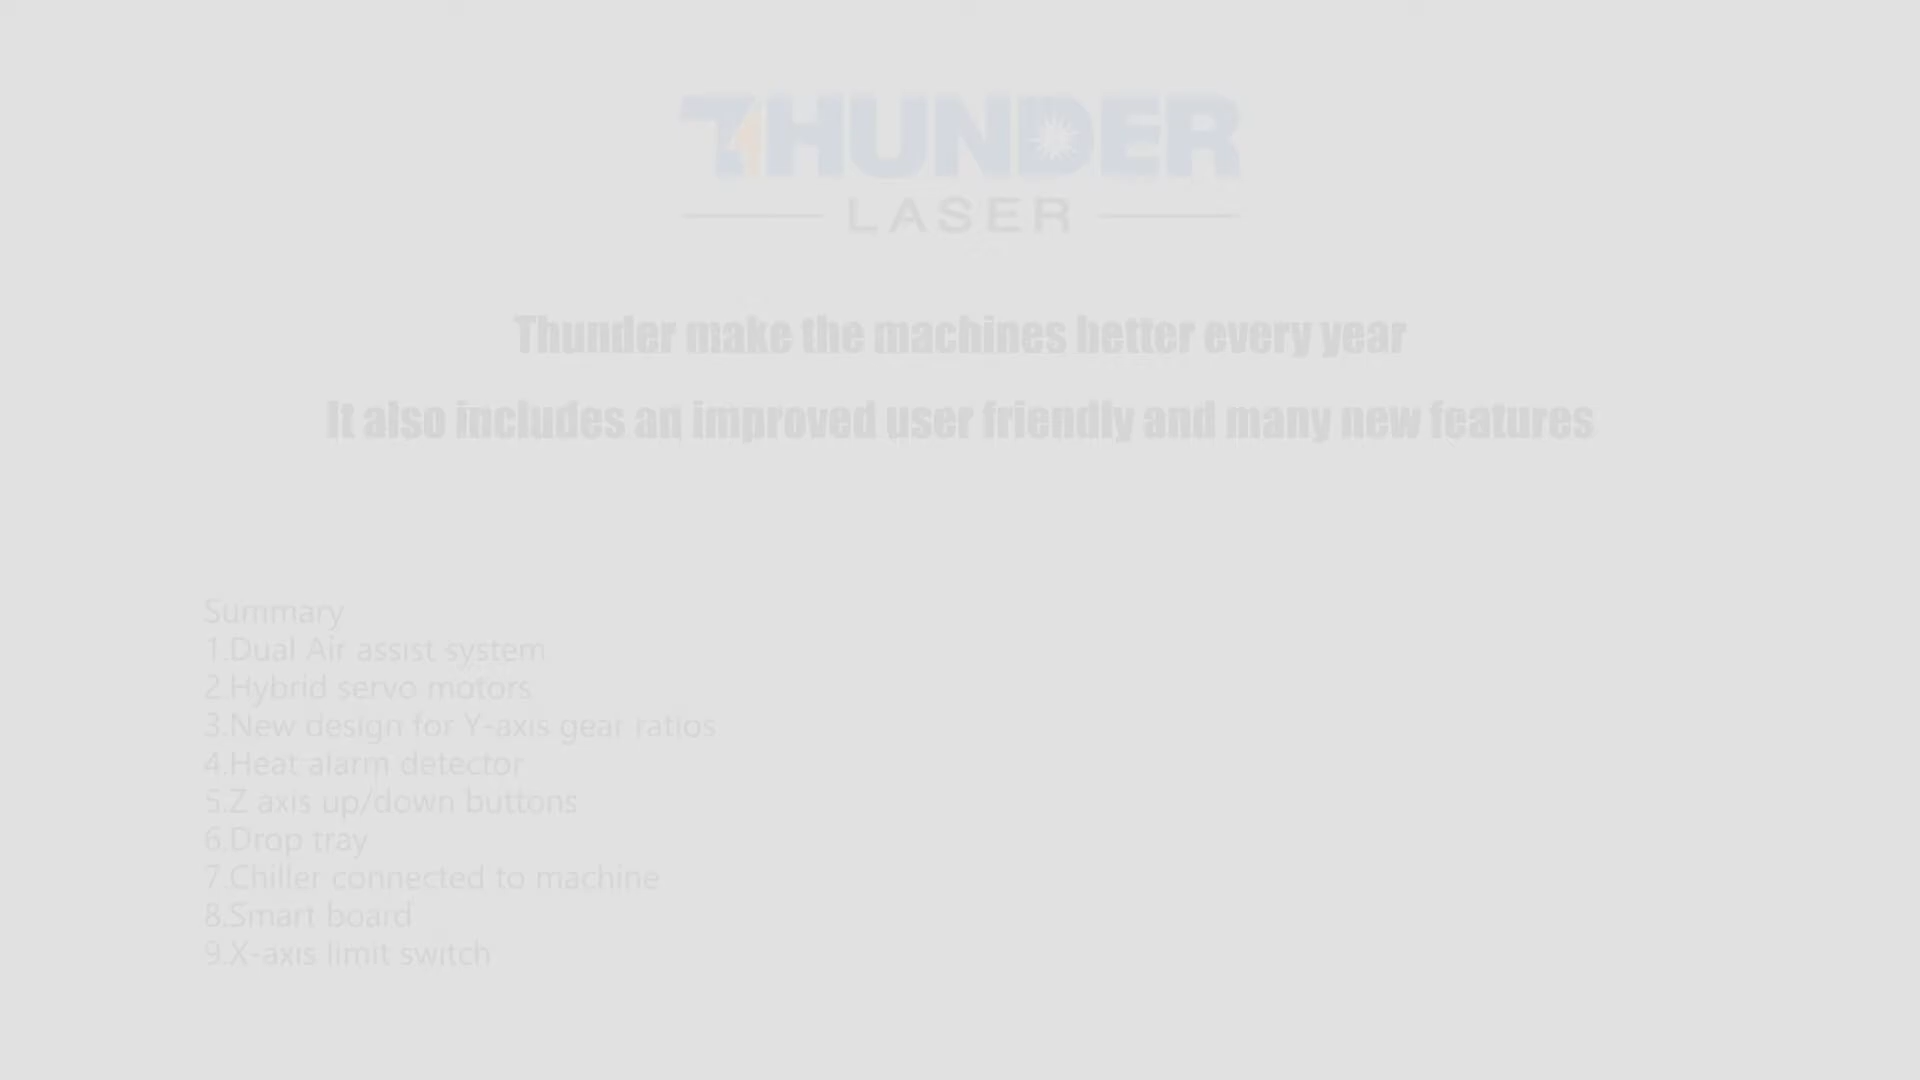 THUNDER
LASER
Thunder make the machines better every year
It also includes an improved user friendly and many new features
Summary
1.Dual Air assist system
2.Hybrid servo motors
3.New design for Y-axis gear ratios
4.Heat alarm detector
5.Z axis up/down buttons
6.Drop tray
7.Chiller connected to machine
8.Smart board
9.X-axis limit switch